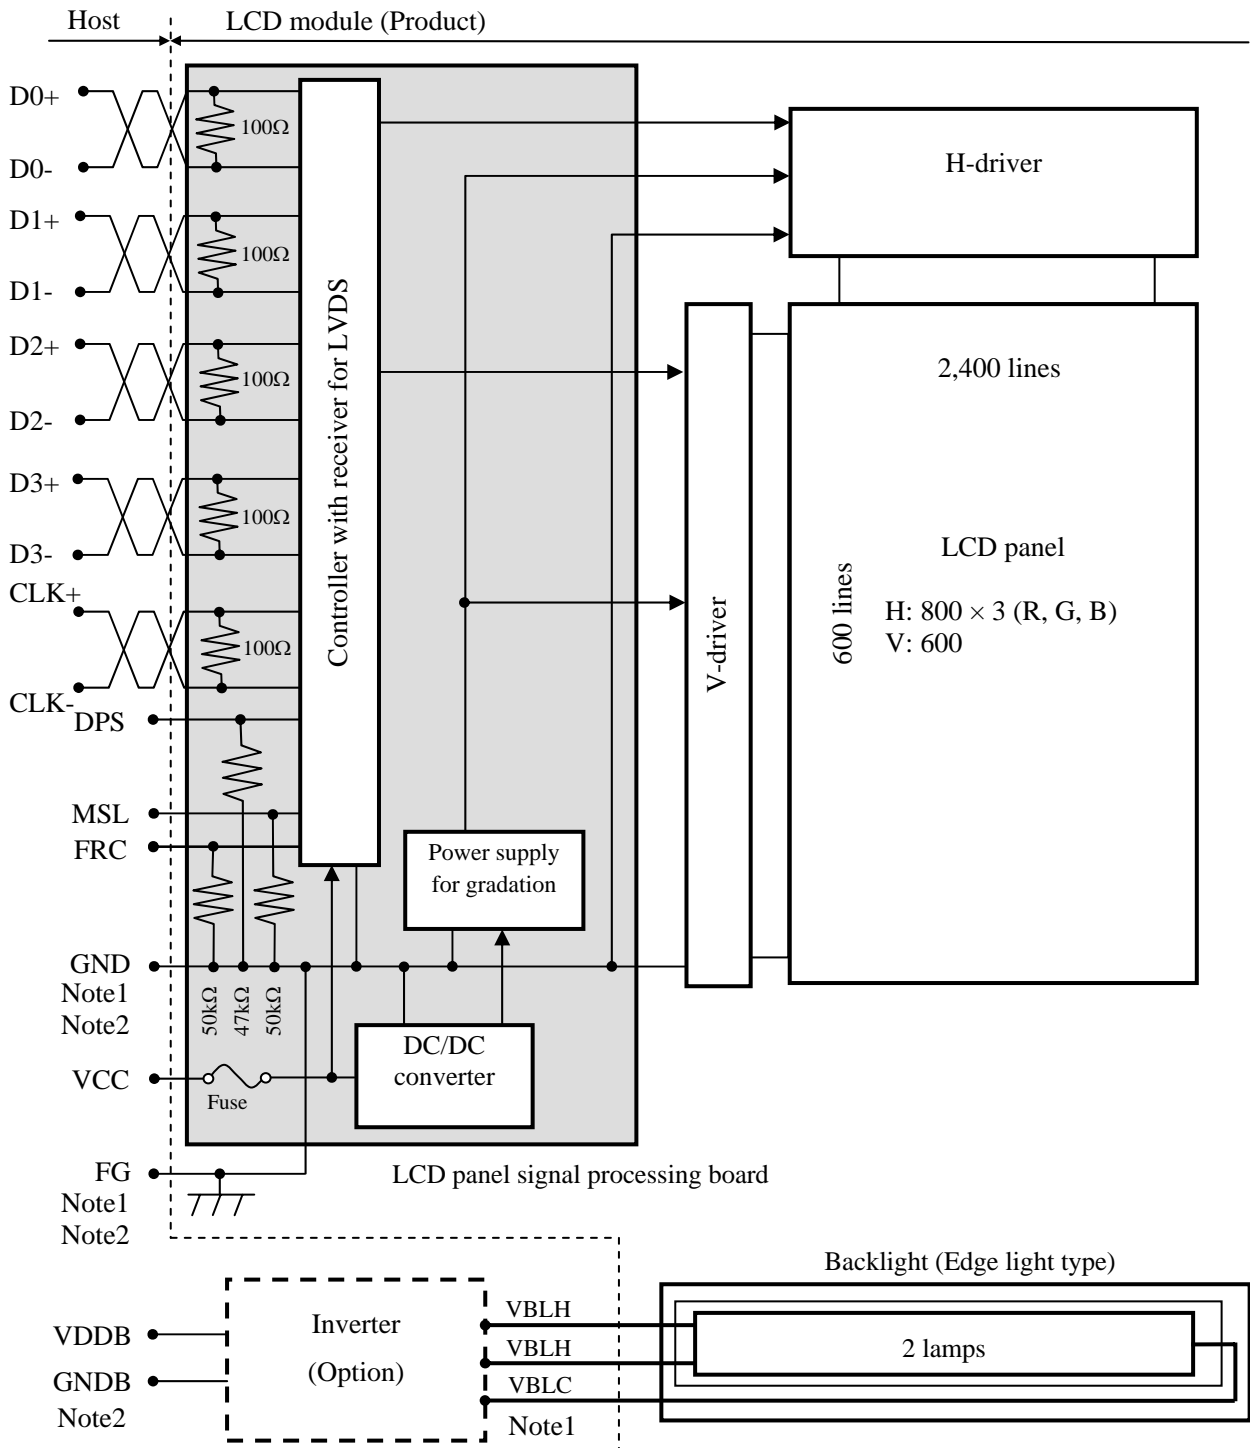 Host
LCD module (Product)
D0+
100Ω
D0-
D1+
100Ω
D1-
D2+
100Ω
D2-
D3+
100Ω
D3-
CLK+
100Ω
CLK-
DPS
MSL
FRC
GND
Note1
Note2
50kΩ
47kΩ
50kΩ
VCC
Fuse
FG
Note1
Note2
Controller with receiver for LVDS
Power supply
for gradation
DC/DC
converter
LCD panel signal processing board
H-driver
V-driver
2,400 lines
600 lines
LCD panel
H: 800 × 3 (R, G, B)
V: 600
Backlight (Edge light type)
VDDB
GNDB
Note2
Inverter
(Option)
VBLH
VBLH
VBLC
Note1
2 lamps